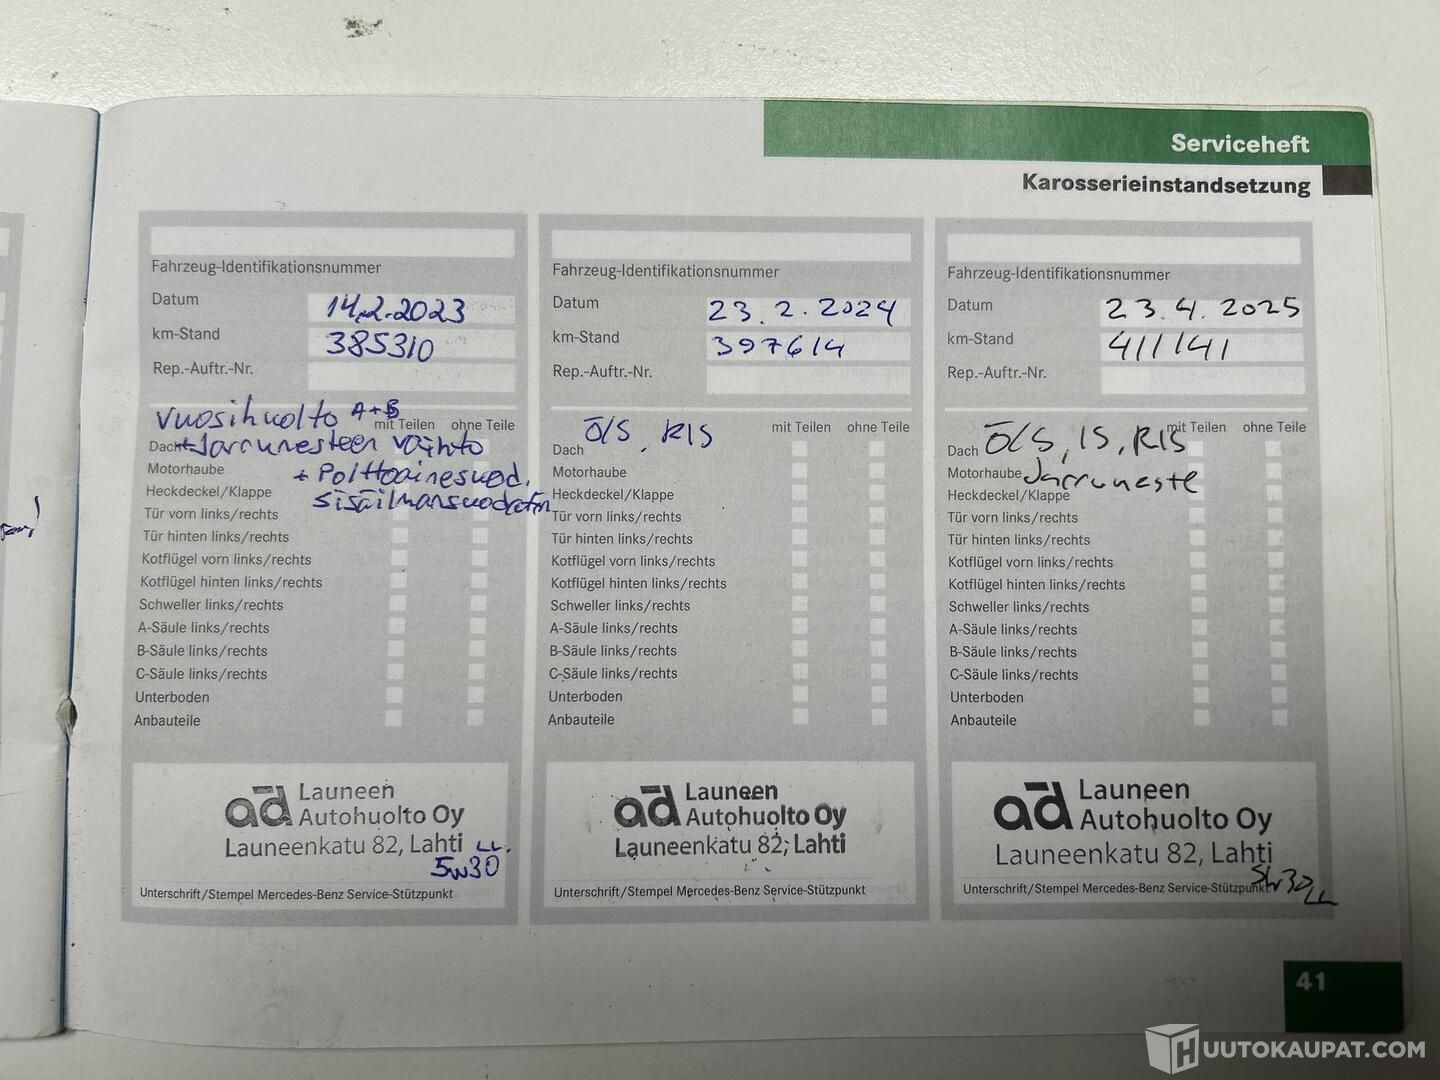 Serviceheft
Karosserieinstandsetzung
Fahrzeug-Identifikationsnummer
Datum 14.2.2023
km-Stand 385310
Rep.-Auftr.-Nr.
Vuosihuolto A+B
mit Teilen ohne Teile
Dach + Jarrunesteen vaihto
Motorhaube + Polttoainesuod.
Heckdeckel/Klappe sisäilmansuodatin
Tür vorn links/rechts
Tür hinten links/rechts
Kotflügel vorn links/rechts
Kotflügel hinten links/rechts
Schweller links/rechts
A-Säule links/rechts
B-Säule links/rechts
C-Säule links/rechts
Unterboden
Anbauteile
ad Launeen
Autohuolto Oy
Launeenkatu 82, Lahti LL.
5w30
Unterschrift/Stempel Mercedes-Benz Service-Stützpunkt
Fahrzeug-Identifikationsnummer
Datum 23.2.2024
km-Stand 397614
Rep.-Auftr.-Nr.
Ö/S, RIS
mit Teilen ohne Teile
Dach
Motorhaube
Heckdeckel/Klappe
Tür vorn links/rechts
Tür hinten links/rechts
Kotflügel vorn links/rechts
Kotflügel hinten links/rechts
Schweller links/rechts
A-Säule links/rechts
B-Säule links/rechts
C-Säule links/rechts
Unterboden
Anbauteile
ad Launeen
Autohuolto Oy
Launeenkatu 82, Lahti
Unterschrift/Stempel Mercedes-Benz Service-Stützpunkt
Fahrzeug-Identifikationsnummer
Datum 23.4.2025
km-Stand 411141
Rep.-Auftr.-Nr.
mit Teilen ohne Teile
Dach Ö/S, IS, RIS
Motorhaube Jarruneste
Heckdeckel/Klappe
Tür vorn links/rechts
Tür hinten links/rechts
Kotflügel vorn links/rechts
Kotflügel hinten links/rechts
Schweller links/rechts
A-Säule links/rechts
B-Säule links/rechts
C-Säule links/rechts
Unterboden
Anbauteile
ad Launeen
Autohuolto Oy
Launeenkatu 82, Lahti
Unterschrift/Stempel Mercedes-Benz Service-Stützpunkt 5w30 LL
41
HUUTOKAUPAT.COM